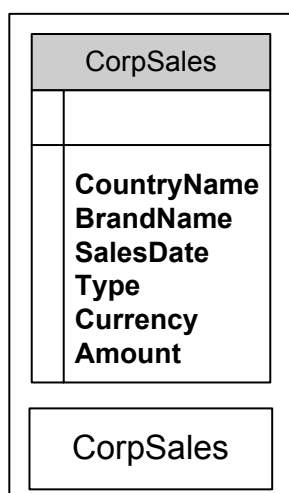 CorpSales
CountryName
BrandName
SalesDate
Type
Currency
Amount
CorpSales